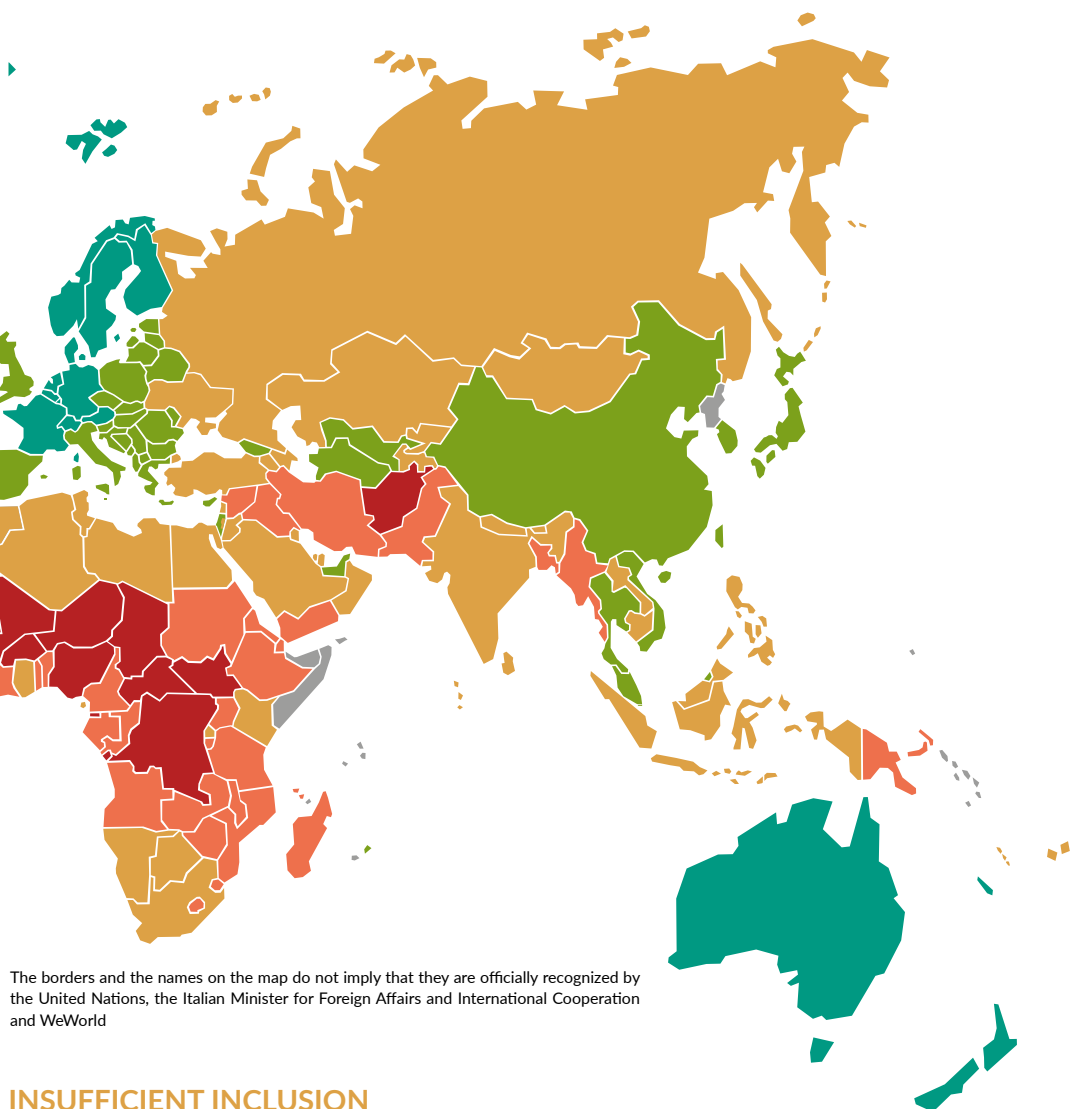 The borders and the names on the map do not imply that they are officially recognized by
the United Nations, the Italian Minister for Foreign Affairs and International Cooperation
and WeWorld
INSUFFICIENT INCLUSION